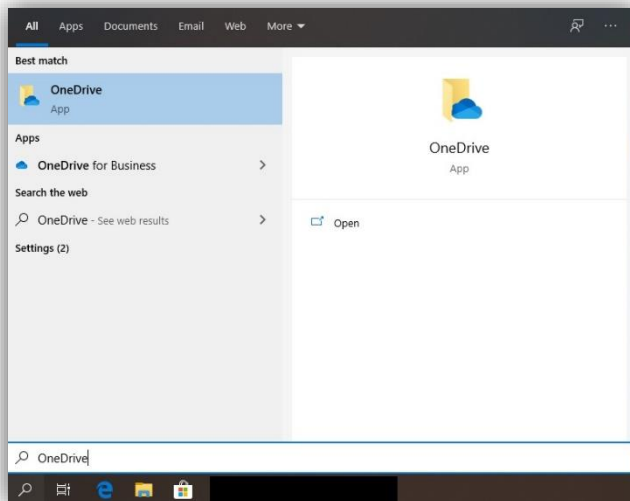 All Apps Documents Email Web More
Best match
OneDrive
App
Apps
OneDrive for Business
Search the web
OneDrive - See web results
Settings (2)
OneDrive
App
Open
OneDrive